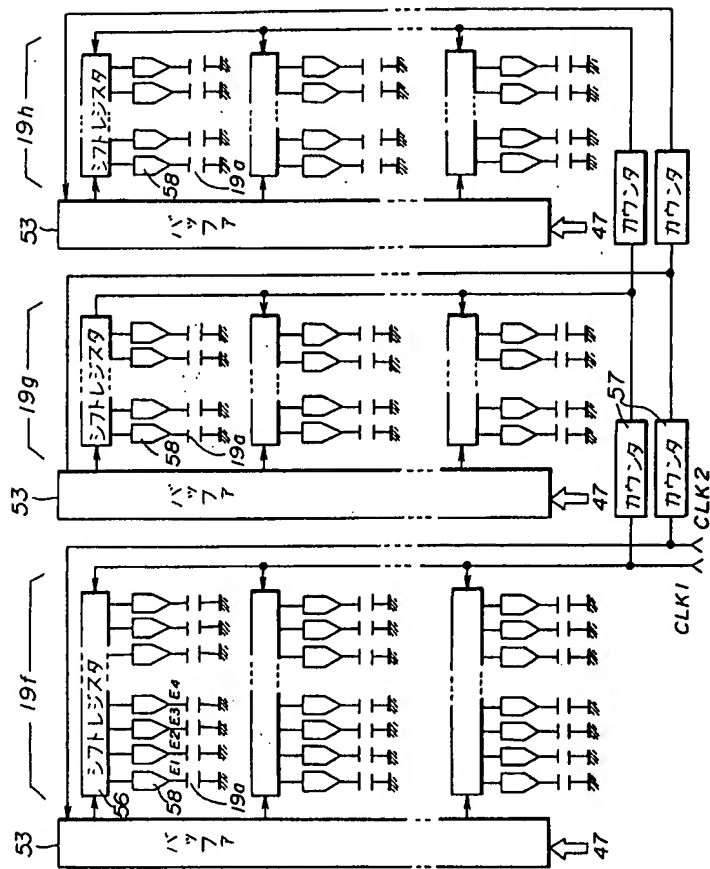 19f
19g
19h
53
バッファ
47
シフトレジスタ
56
58
E1 E2 E3 E4
19a
53
バッファ
47
シフトレジスタ
58
19a
53
バッファ
47
シフトレジスタ
58
19a
カウンタ
カウンタ
57
カウンタ
カウンタ
CLK1
CLK2